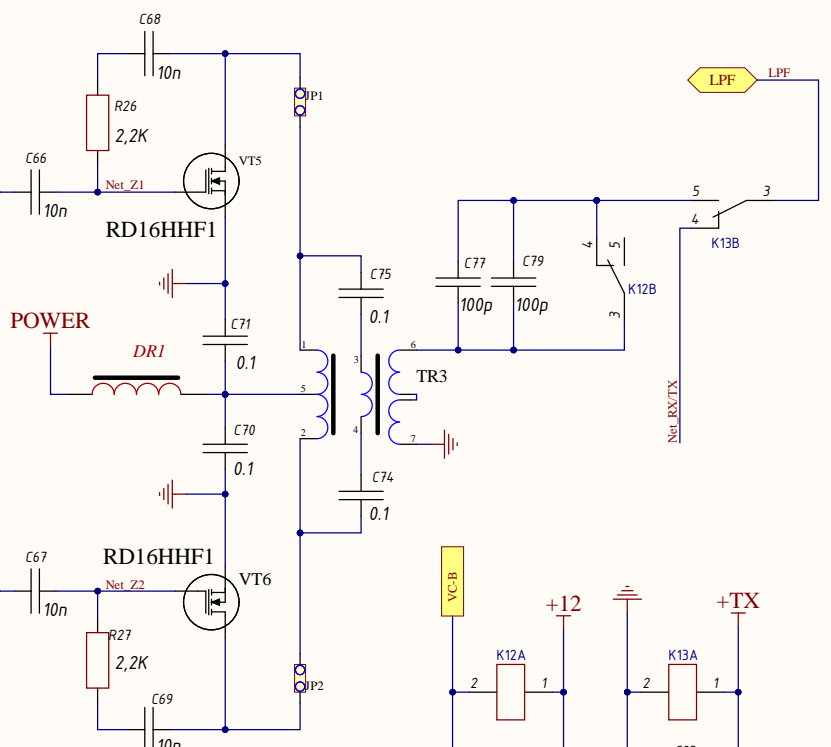 C68
10n
LPF
LPF
R26
2,2K
JP1
C66
10n
Net_Z1
VT5
RD16HHF1
5
3
4
K13B
4
5
C77
100p
C79
100p
K12B
3
C75
0.1
POWER
DR1
C71
0.1
1
3
6
TR3
5
2
4
7
Net_RX/TX
C70
0.1
C74
0.1
RD16HHF1
VT6
C67
10n
Net_Z2
R27
2,2K
JP2
C69
10n
VC-B
+12
+TX
K12A
2
1
K13A
2
1